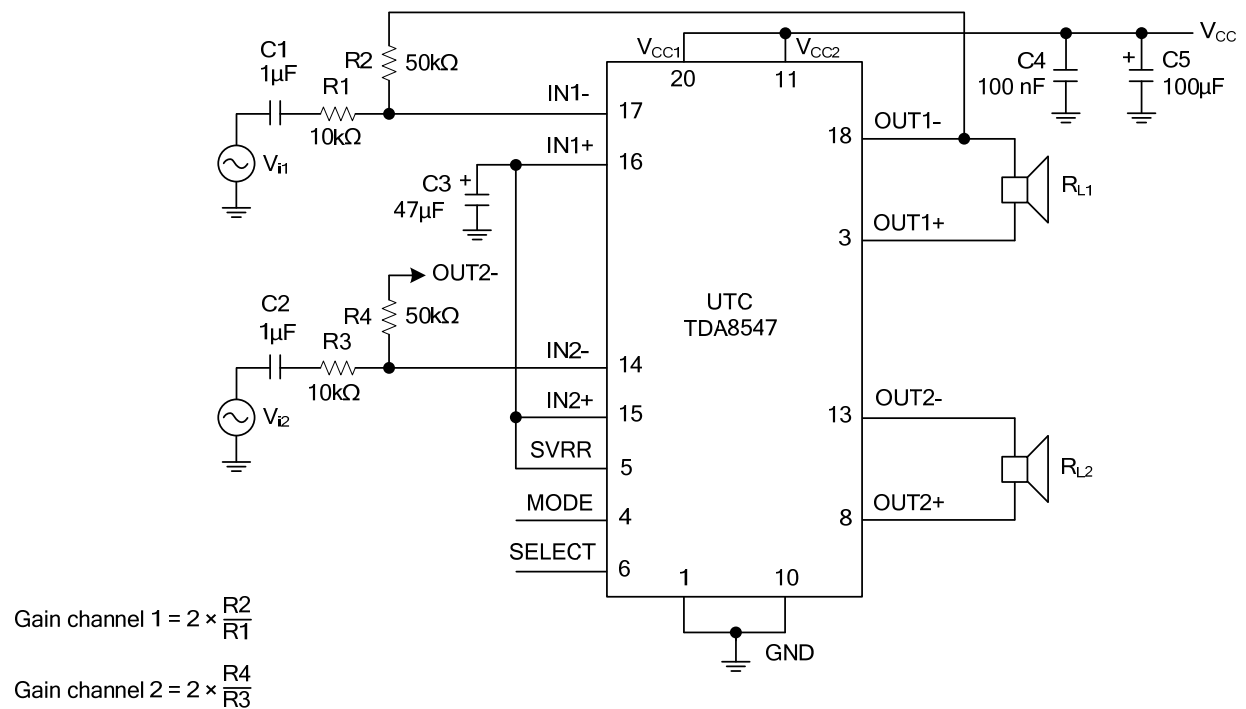 C1
1μF
R1
10kΩ
R2
50kΩ
Vi1
IN1-
17
IN1+
16
C3
+
47μF
OUT2-
C2
1μF
R3
10kΩ
R4
50kΩ
Vi2
IN2-
14
IN2+
15
SVRR
5
MODE
4
SELECT
6
VCC1
20
VCC2
11
VCC
C4
100 nF
+
C5
100μF
18
OUT1-
RL1
3
OUT1+
UTC
TDA8547
13
OUT2-
RL2
8
OUT2+
1
10
GND
Gain channel 1 = 2 × R2/R1
Gain channel 2 = 2 × R4/R3